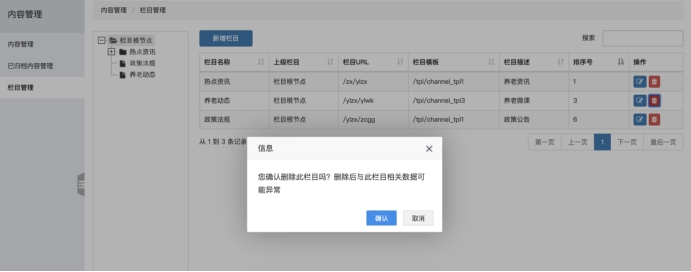 内容管理
内容管理
已归档内容管理
栏目管理
内容管理 / 栏目管理
栏目根节点
热点资讯
政策法规
养老动态
新增栏目
搜索
栏目名称 上级栏目 栏目URL 栏目模板 栏目描述 排序号 操作
热点资讯 栏目根节点 /zx/ylzx /tpl/channel_tpl1 养老资讯 1
养老动态 栏目根节点 /ylzx/ylwk /tpl/channel_tpl3 养老微课 3
政策法规 栏目根节点 /ylzx/zcgg /tpl/channel_tpl1 政策公告 6
从 1 到 3 条记录
第一页 上一页 1 下一页 最后一页
信息
您确认删除此栏目吗？删除后与此栏目相关数据可
能异常
确认 取消